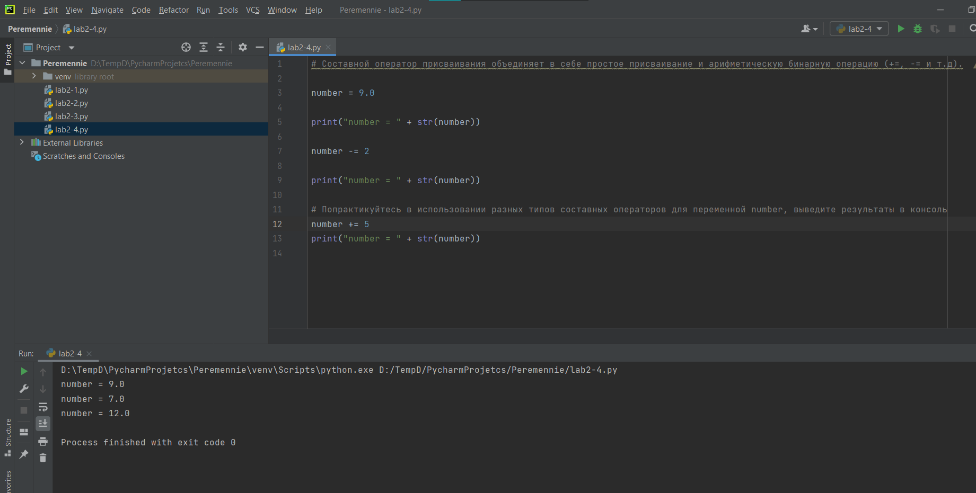 File Edit View Navigate Code Refactor Run Tools VCS Window Help Peremennie - lab2-4.py
Peremennie lab2-4.py lab2-4
Project
Project
lab2-4.py
Peremennie D:\TempD\PycharmProjetcs\Peremennie
venv library root
lab2-1.py
lab2-2.py
lab2-3.py
lab2-4.py
External Libraries
Scratches and Consoles
1 # Составной оператор присваивания объединяет в себе простое присваивание и арифметическую бинарную операцию (+=, -= и т.д).
2
3 number = 9.0
4
5 print("number = " + str(number))
6
7 number -= 2
8
9 print("number = " + str(number))
10
11 # Попрактикуйтесь в использовании разных типов составных операторов для переменной number, выведите результаты в консоль
12 number += 5
13 print("number = " + str(number))
14
Run: lab2-4
D:\TempD\PycharmProjetcs\Peremennie\venv\Scripts\python.exe D:/TempD/PycharmProjetcs/Peremennie/lab2-4.py
number = 9.0
number = 7.0
number = 12.0
Process finished with exit code 0
Structure